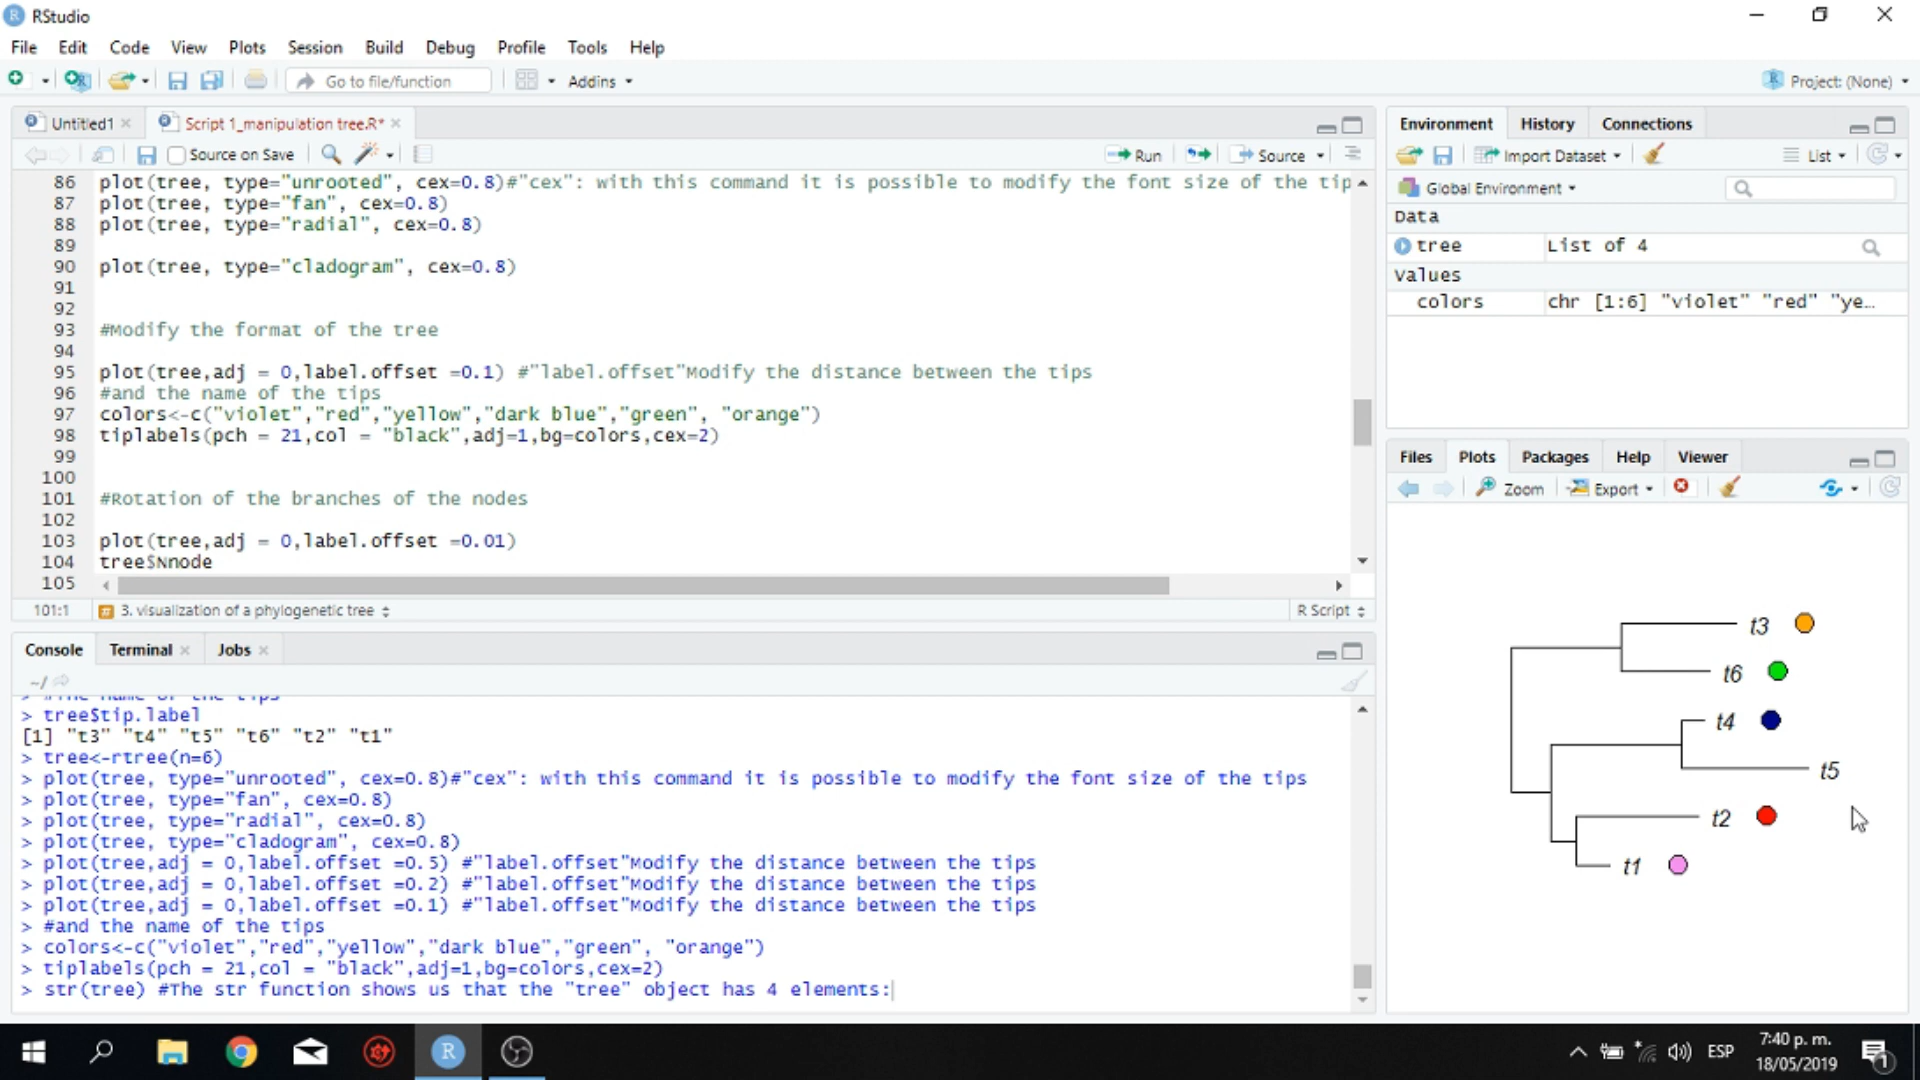 RStudio
File Edit Code View Plots Session Build Debug Profile Tools Help
Go to file/function Addins Project: (None)
Untitled1 Script 1_manipulation tree.R*
Source on Save Run Source
86 plot(tree, type="unrooted", cex=0.8)#"cex": with this command it is possible to modify the font size of the tip
87 plot(tree, type="fan", cex=0.8)
88 plot(tree, type="radial", cex=0.8)
89
90 plot(tree, type="cladogram", cex=0.8)
91
92
93 #Modify the format of the tree
94
95 plot(tree,adj = 0,label.offset =0.1) #"label.offset"Modify the distance between the tips
96 #and the name of the tips
97 colors<-c("violet","red","yellow","dark blue","green", "orange")
98 tiplabels(pch = 21,col = "black",adj=1,bg=colors,cex=2)
99
100
101 #Rotation of the branches of the nodes
102
103 plot(tree,adj = 0,label.offset =0.01)
104 tree$Nnode
105
101:1 3. visualization of a phylogenetic tree R Script
Console Terminal Jobs
~/
> #The name of the tips
> tree$tip.label
[1] "t3" "t4" "t5" "t6" "t2" "t1"
> tree<-rtree(n=6)
> plot(tree, type="unrooted", cex=0.8)#"cex": with this command it is possible to modify the font size of the tips
> plot(tree, type="fan", cex=0.8)
> plot(tree, type="radial", cex=0.8)
> plot(tree, type="cladogram", cex=0.8)
> plot(tree,adj = 0,label.offset =0.5) #"label.offset"Modify the distance between the tips
> plot(tree,adj = 0,label.offset =0.2) #"label.offset"Modify the distance between the tips
> plot(tree,adj = 0,label.offset =0.1) #"label.offset"Modify the distance between the tips
> #and the name of the tips
> colors<-c("violet","red","yellow","dark blue","green", "orange")
> tiplabels(pch = 21,col = "black",adj=1,bg=colors,cex=2)
> str(tree) #The str function shows us that the "tree" object has 4 elements:
Environment History Connections
Import Dataset List
Global Environment
Data
tree List of 4
Values
colors chr [1:6] "violet" "red" "ye…
Files Plots Packages Help Viewer
Zoom Export
t3
t6
t4
t5
t2
t1
ESP
7:40 p. m.
18/05/2019
1